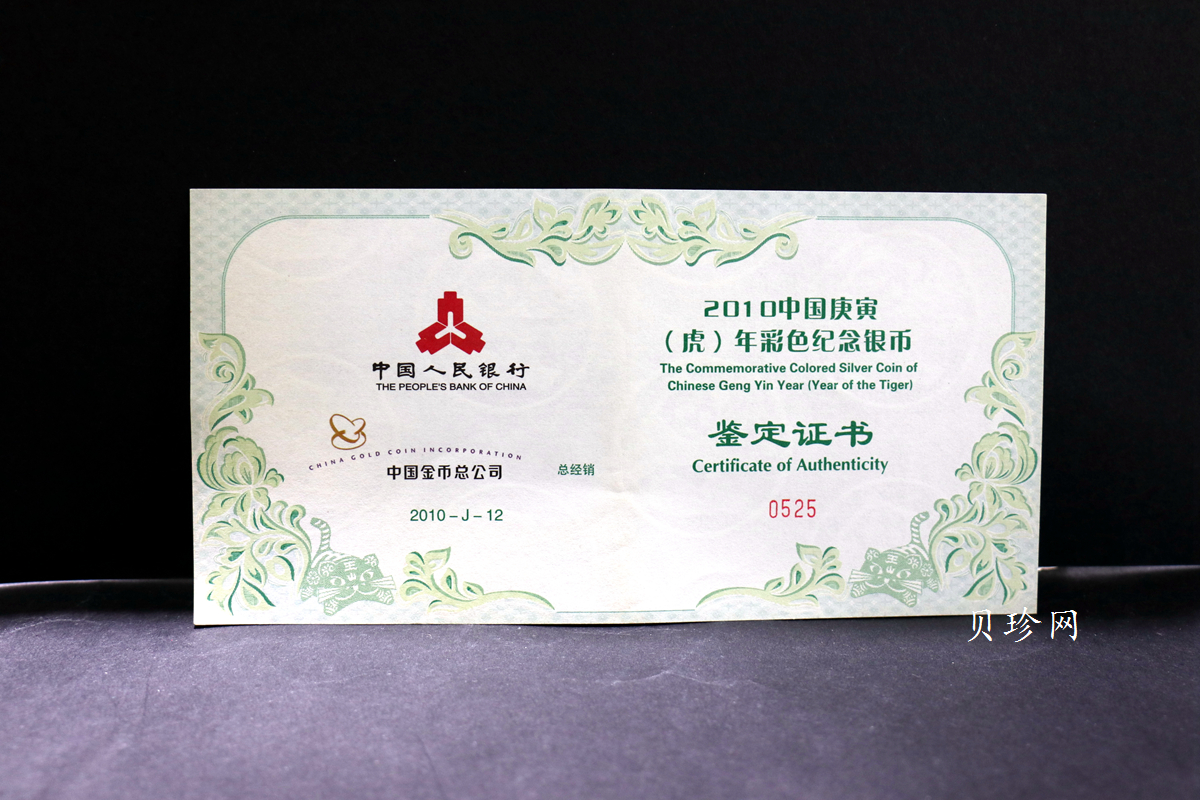 中国人民银行
THE PEOPLE'S BANK OF CHINA
CHINA GOLD COIN INCORPORATION
中国金币总公司 总经销
2010-J-12
2010中国庚寅
（虎）年彩色纪念银币
The Commemorative Colored Silver Coin of
Chinese Geng Yin Year (Year of the Tiger)
鉴定证书
Certificate of Authenticity
0525
贝珍网